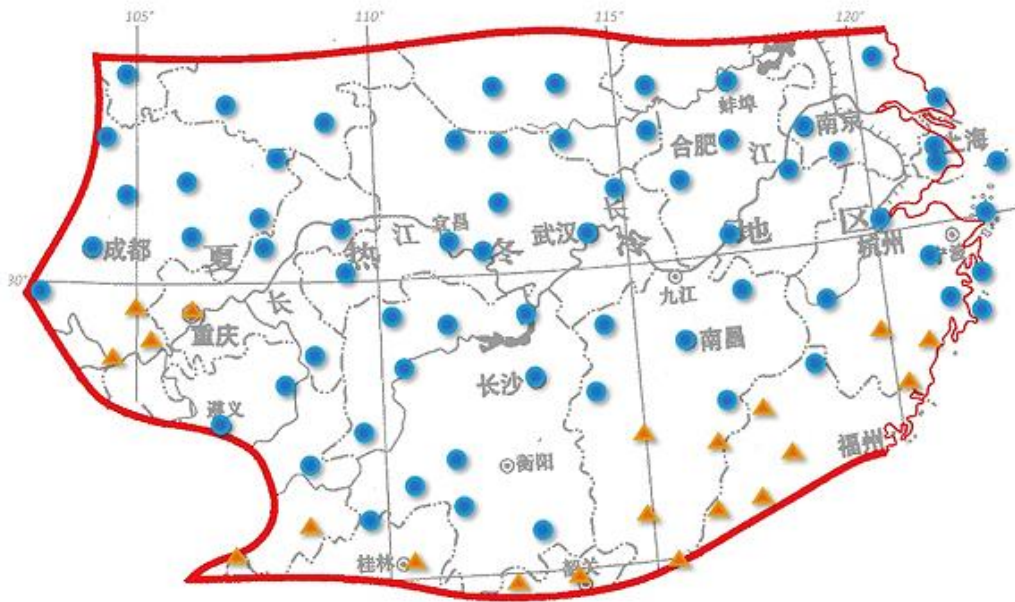 105° 110° 115° 120°
蚌埠
合肥 江 南京
上海
长
成都 夏 热 江 宜昌 冬 武汉 冷 地 区 杭州
宁波
30°
长 九江
重庆
南昌
长沙
遵义
福州
衡阳
桂林 韶关